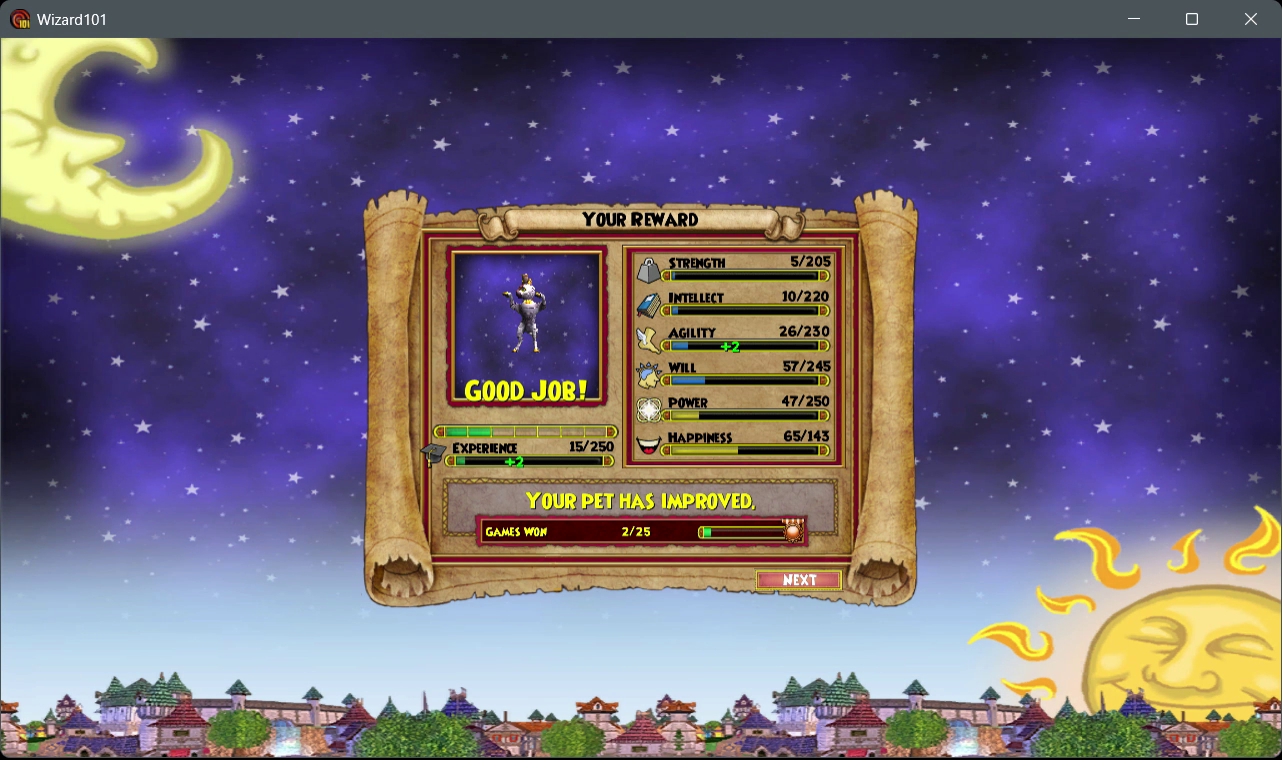 Wizard101
YOUR REWARD
GOOD JOB!
EXPERIENCE 15/250
+2
STRENGTH 5/205
INTELLECT 10/220
AGILITY 26/230
+2
WILL 57/245
POWER 47/250
HAPPINESS 65/143
YOUR PET HAS IMPROVED.
GAMES WON 2/25
NEXT